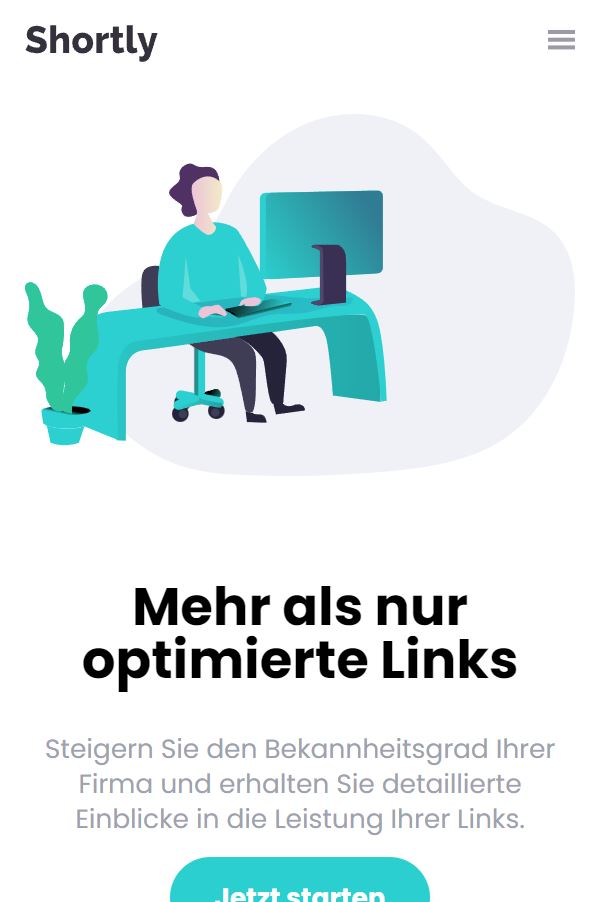 Shortly
Mehr als nur
optimierte Links
Steigern Sie den Bekannheitsgrad Ihrer
Firma und erhalten Sie detaillierte
Einblicke in die Leistung Ihrer Links.
Jetzt starten